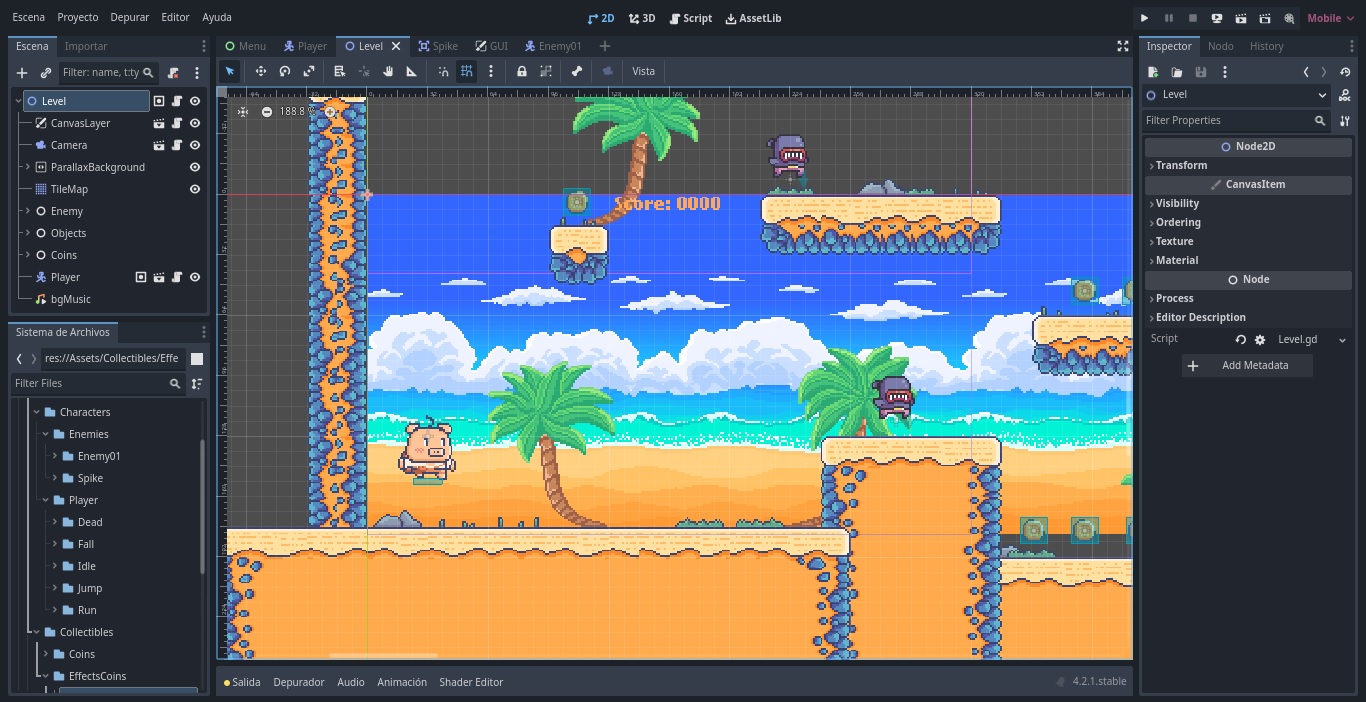 Escena Proyecto Depurar Editor Ayuda
2D 3D Script AssetLib
Mobile
Escena Importar
Filter: name, t:ty
Level
CanvasLayer
Camera
ParallaxBackground
TileMap
Enemy
Objects
Coins
Player
bgMusic
Sistema de Archivos
res://Assets/Collectibles/Effe
Filter Files
Characters
Enemies
Enemy01
Spike
Player
Dead
Fall
Idle
Jump
Run
Collectibles
Coins
EffectsCoins
Menu Player Level Spike GUI Enemy01
Vista
188.8
Score: 0000
Salida Depurador Audio Animación Shader Editor
4.2.1.stable
Inspector Nodo History
Level
Filter Properties
Node2D
Transform
CanvasItem
Visibility
Ordering
Texture
Material
Node
Process
Editor Description
Script Level.gd
Add Metadata